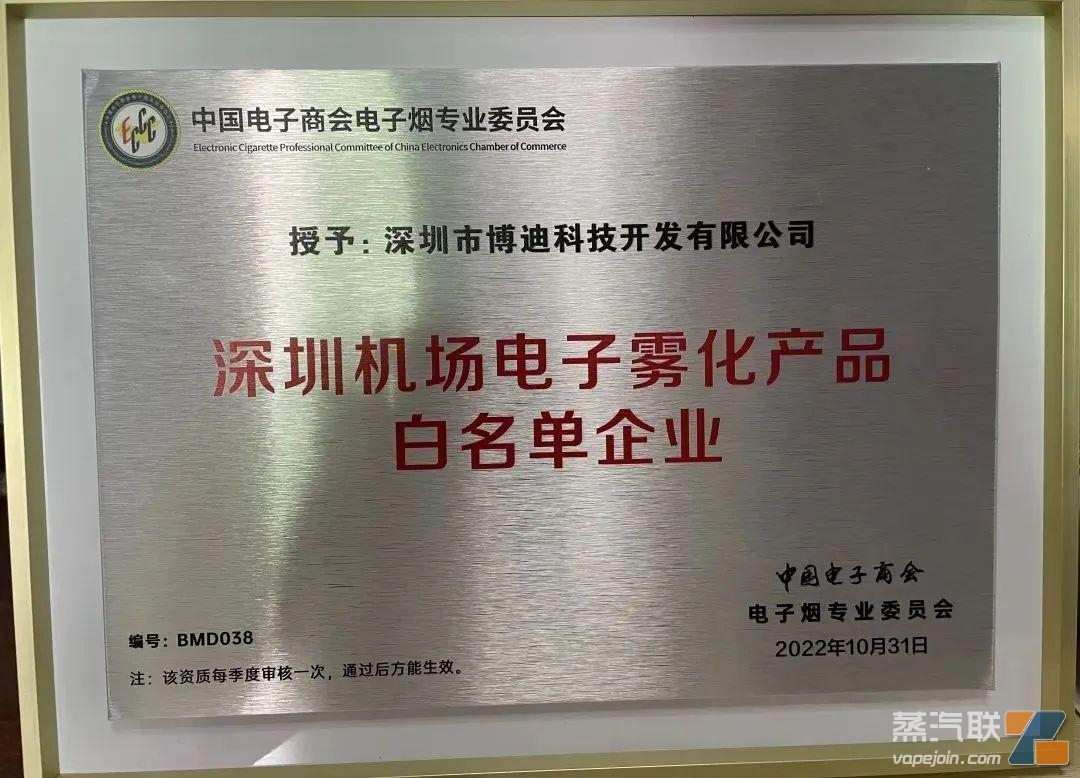 ECCC
中国电子商会电子烟专业委员会
Electronic Cigarette Professional Committee of China Electronics Chamber of Commerce
授予：深圳市博迪科技开发有限公司
深圳机场电子雾化产品
白名单企业
中国电子商会
电子烟专业委员会
2022年10月31日
编号：BMD038
注：该资质每季度审核一次，通过后方能生效。
蒸汽联
vapejoin.com